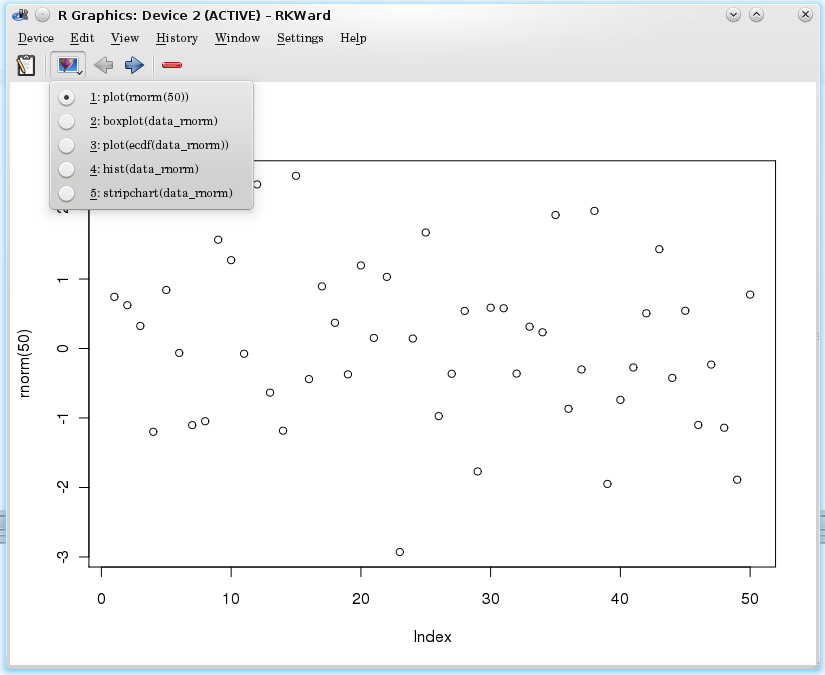 R Graphics: Device 2 (ACTIVE) – RKWard
Device Edit View History Window Settings Help
1: plot(rnorm(50))
2: boxplot(data_rnorm)
3: plot(ecdf(data_rnorm))
4: hist(data_rnorm)
5: stripchart(data_rnorm)
2
1
0
-1
-2
-3
rnorm(50)
0 10 20 30 40 50
Index